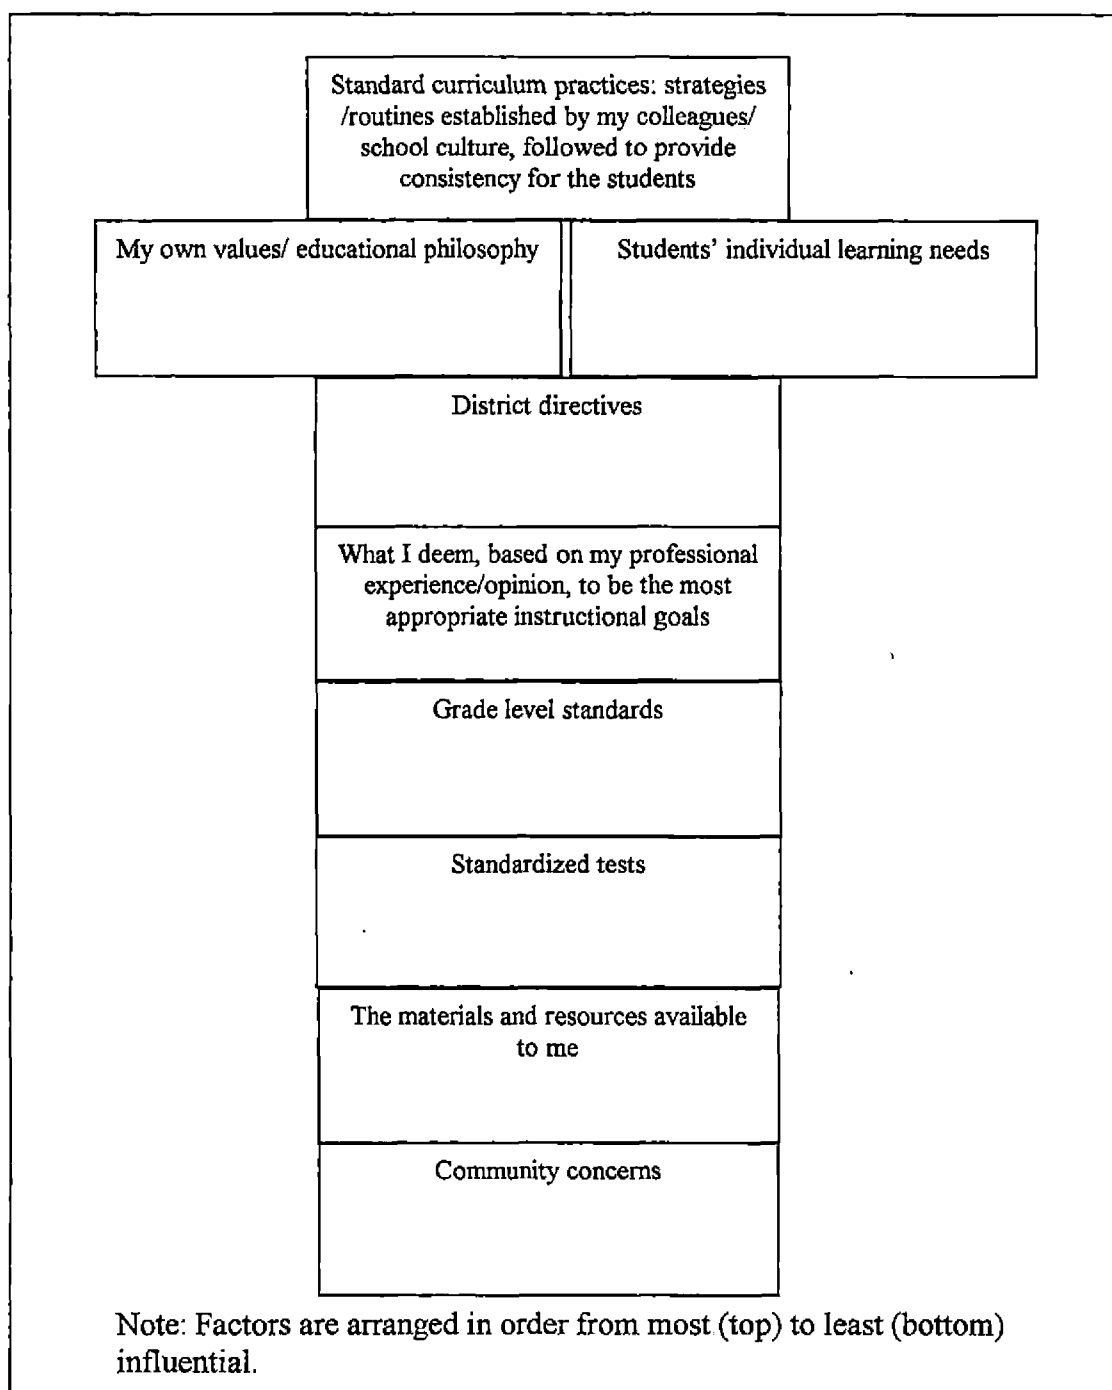 Standard curriculum practices: strategies
/routines established by my colleagues/
school culture, followed to provide
consistency for the students
My own values/ educational philosophy
Students' individual learning needs
District directives
What I deem, based on my professional
experience/opinion, to be the most
appropriate instructional goals
Grade level standards
Standardized tests
The materials and resources available
to me
Community concerns
Note: Factors are arranged in order from most (top) to least (bottom)
influential.